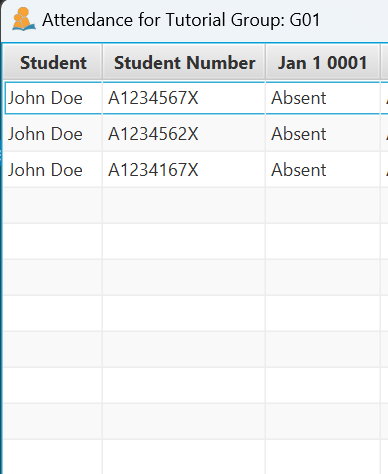 Attendance for Tutorial Group: G01
Student Student Number Jan 1 0001
John Doe A1234567X Absent
John Doe A1234562X Absent
John Doe A1234167X Absent